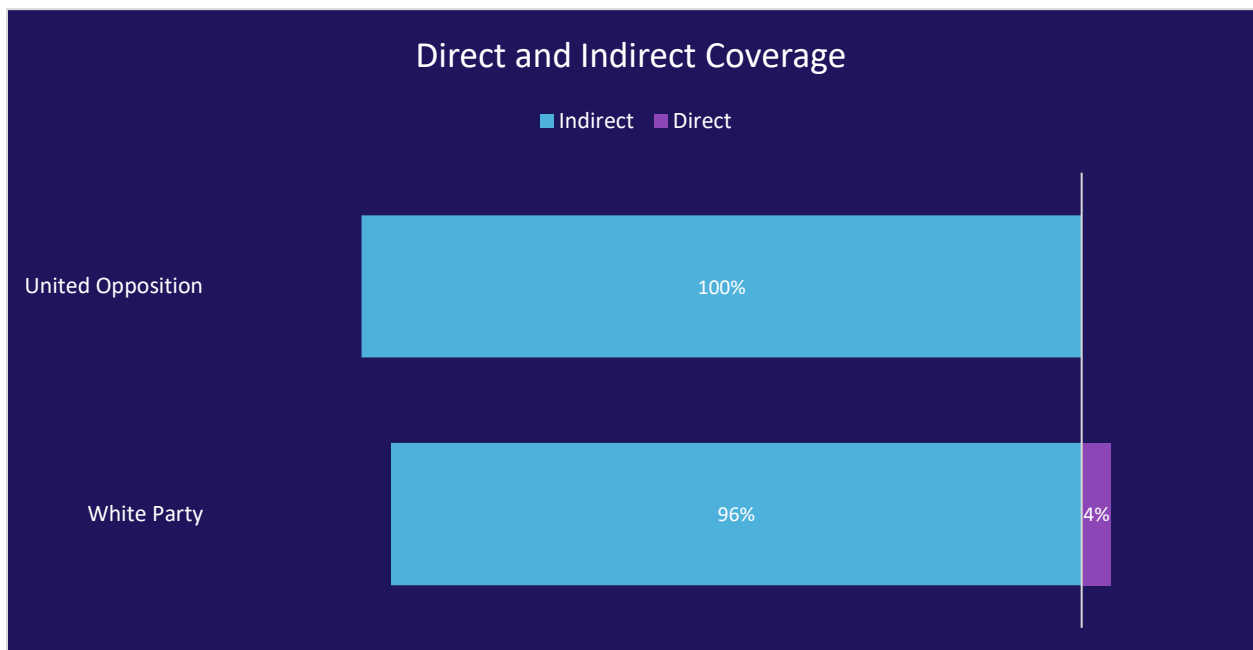 Direct and Indirect Coverage
Indirect Direct
United Opposition
100%
White Party
96% 4%